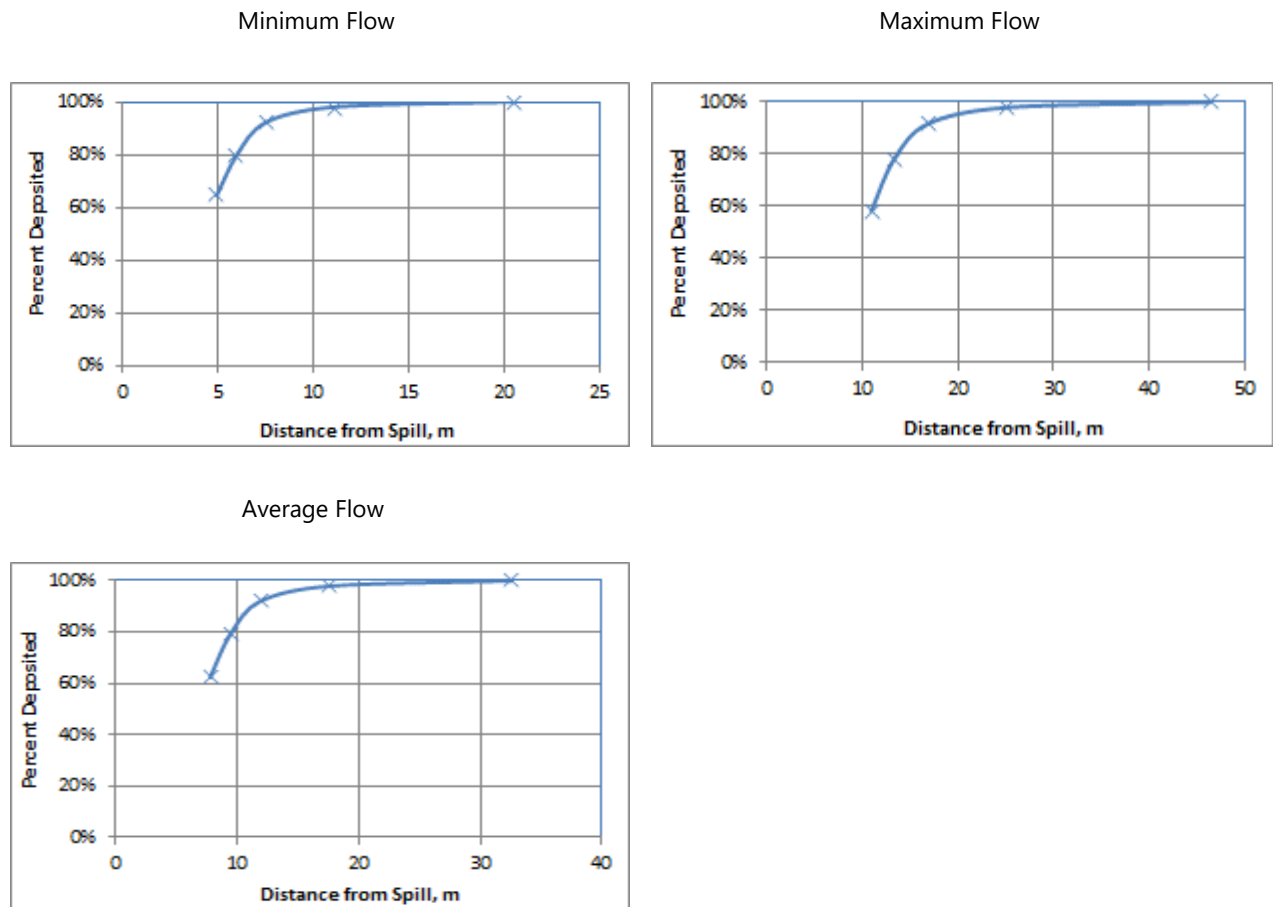 Minimum Flow
100%
80%
60%
40%
20%
0%
Percent Deposited
0 5 10 15 20 25
Distance from Spill, m
Maximum Flow
100%
80%
60%
40%
20%
0%
Percent Deposited
0 10 20 30 40 50
Distance from Spill, m
Average Flow
100%
80%
60%
40%
20%
0%
Percent Deposited
0 10 20 30 40
Distance from Spill, m